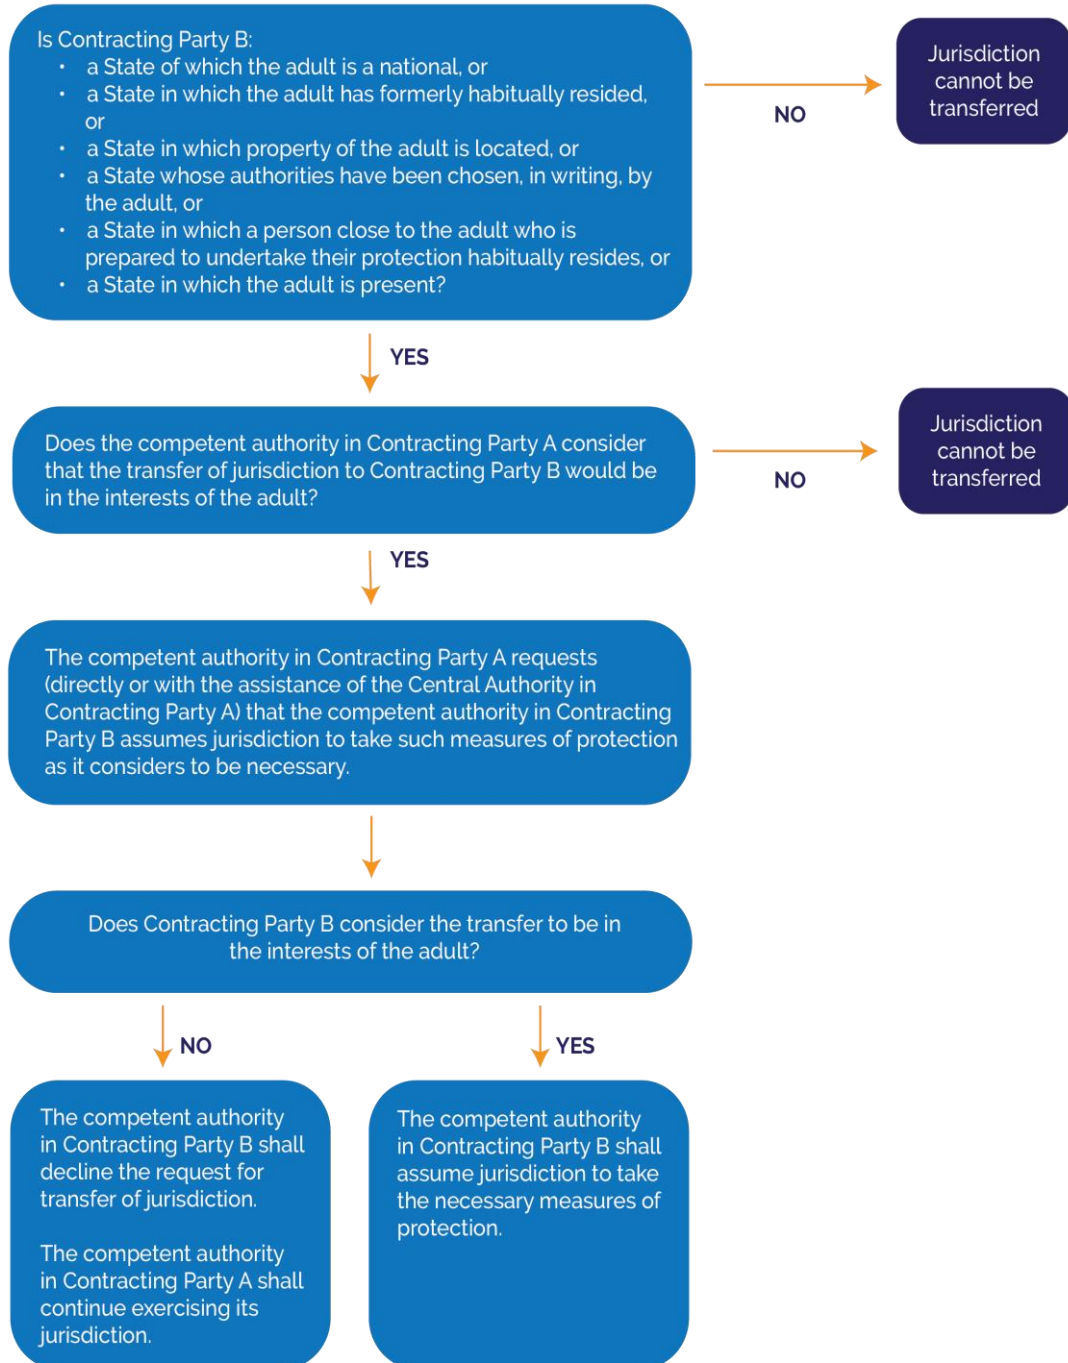 Is Contracting Party B:
• a State of which the adult is a national, or
• a State in which the adult has formerly habitually resided,
or
• a State in which property of the adult is located, or
• a State whose authorities have been chosen, in writing, by
the adult, or
• a State in which a person close to the adult who is
prepared to undertake their protection habitually resides, or
• a State in which the adult is present?
NO
Jurisdiction
cannot be
transferred
YES
Does the competent authority in Contracting Party A consider
that the transfer of jurisdiction to Contracting Party B would be
in the interests of the adult?
NO
Jurisdiction
cannot be
transferred
YES
The competent authority in Contracting Party A requests
(directly or with the assistance of the Central Authority in
Contracting Party A) that the competent authority in Contracting
Party B assumes jurisdiction to take such measures of protection
as it considers to be necessary.
Does Contracting Party B consider the transfer to be in
the interests of the adult?
NO
YES
The competent authority
in Contracting Party B shall
decline the request for
transfer of jurisdiction.
The competent authority
in Contracting Party A shall
continue exercising its
jurisdiction.
The competent authority
in Contracting Party B shall
assume jurisdiction to take
the necessary measures of
protection.